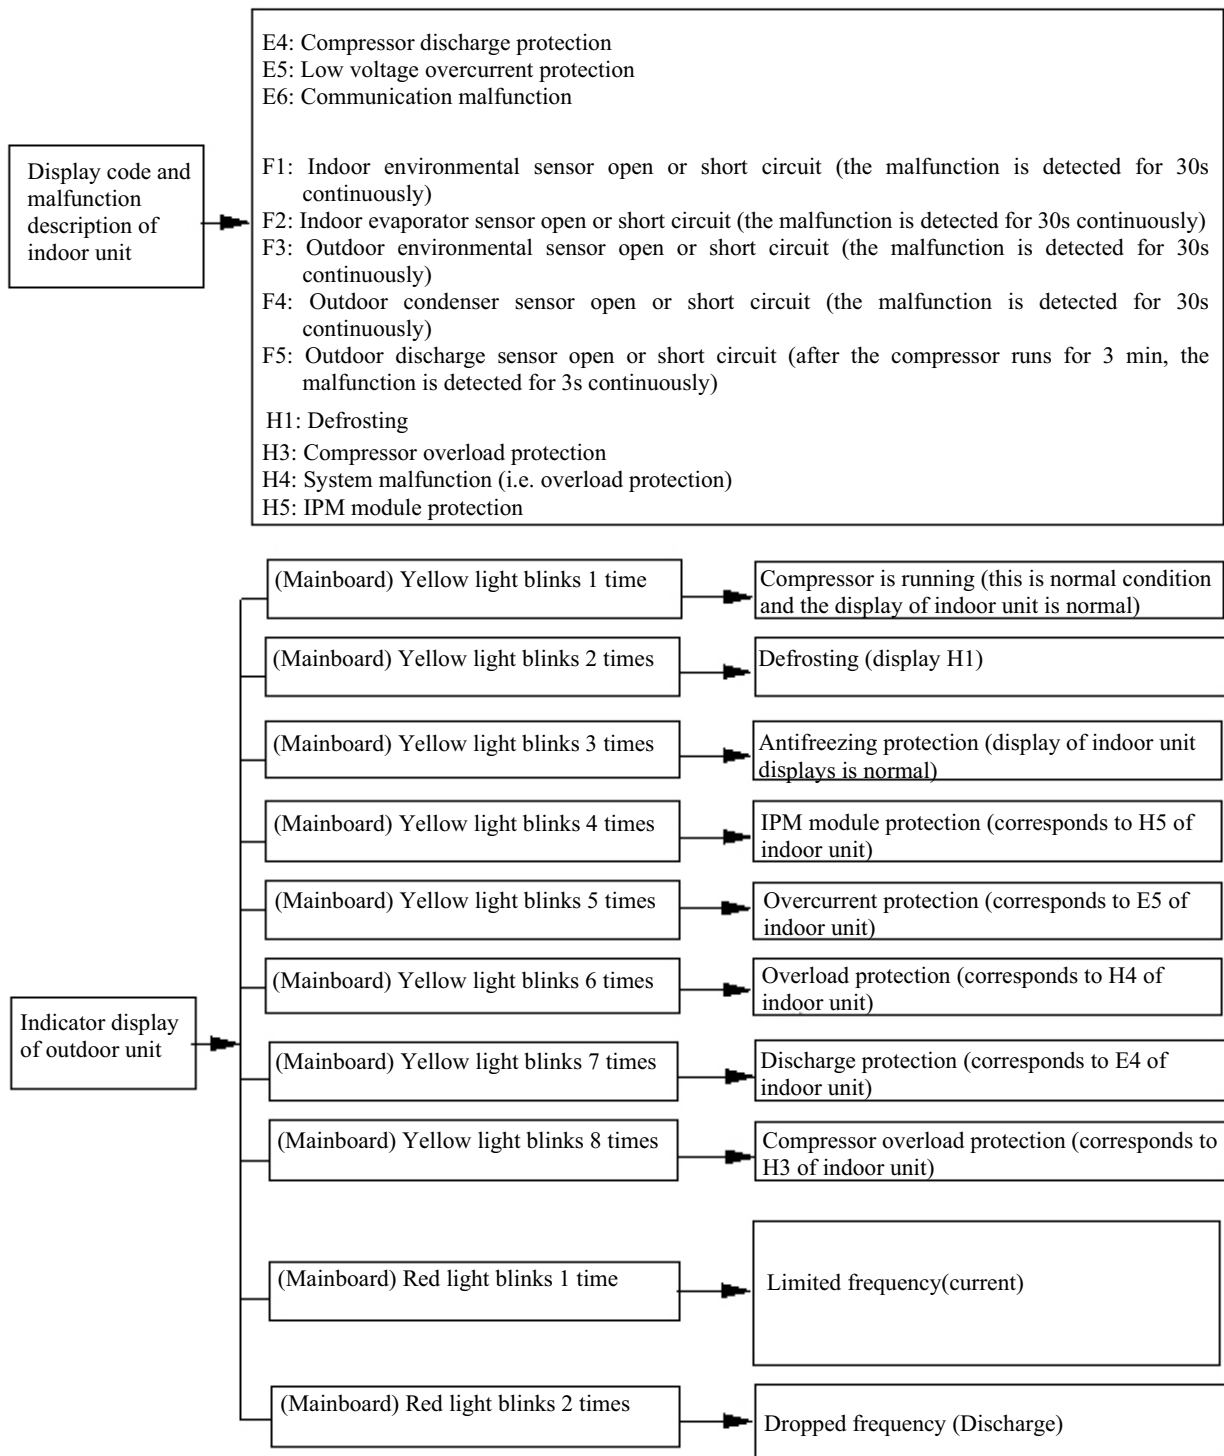 E4: Compressor discharge protection
E5: Low voltage overcurrent protection
E6: Communication malfunction
Display code and
malfunction
description of
indoor unit
F1: Indoor environmental sensor open or short circuit (the malfunction is detected for 30s
continuously)
F2: Indoor evaporator sensor open or short circuit (the malfunction is detected for 30s continuously)
F3: Outdoor environmental sensor open or short circuit (the malfunction is detected for 30s
continuously)
F4: Outdoor condenser sensor open or short circuit (the malfunction is detected for 30s
continuously)
F5: Outdoor discharge sensor open or short circuit (after the compressor runs for 3 min, the
malfunction is detected for 3s continuously)
H1: Defrosting
H3: Compressor overload protection
H4: System malfunction (i.e. overload protection)
H5: IPM module protection
Indicator display
of outdoor unit
(Mainboard) Yellow light blinks 1 time
Compressor is running (this is normal condition
and the display of indoor unit is normal)
(Mainboard) Yellow light blinks 2 times
Defrosting (display H1)
(Mainboard) Yellow light blinks 3 times
Antifreezing protection (display of indoor unit
displays is normal)
(Mainboard) Yellow light blinks 4 times
IPM module protection (corresponds to H5 of
indoor unit)
(Mainboard) Yellow light blinks 5 times
Overcurrent protection (corresponds to E5 of
indoor unit)
(Mainboard) Yellow light blinks 6 times
Overload protection (corresponds to H4 of
indoor unit)
(Mainboard) Yellow light blinks 7 times
Discharge protection (corresponds to E4 of
indoor unit)
(Mainboard) Yellow light blinks 8 times
Compressor overload protection (corresponds to
H3 of indoor unit)
(Mainboard) Red light blinks 1 time
Limited frequency(current)
(Mainboard) Red light blinks 2 times
Dropped frequency (Discharge)